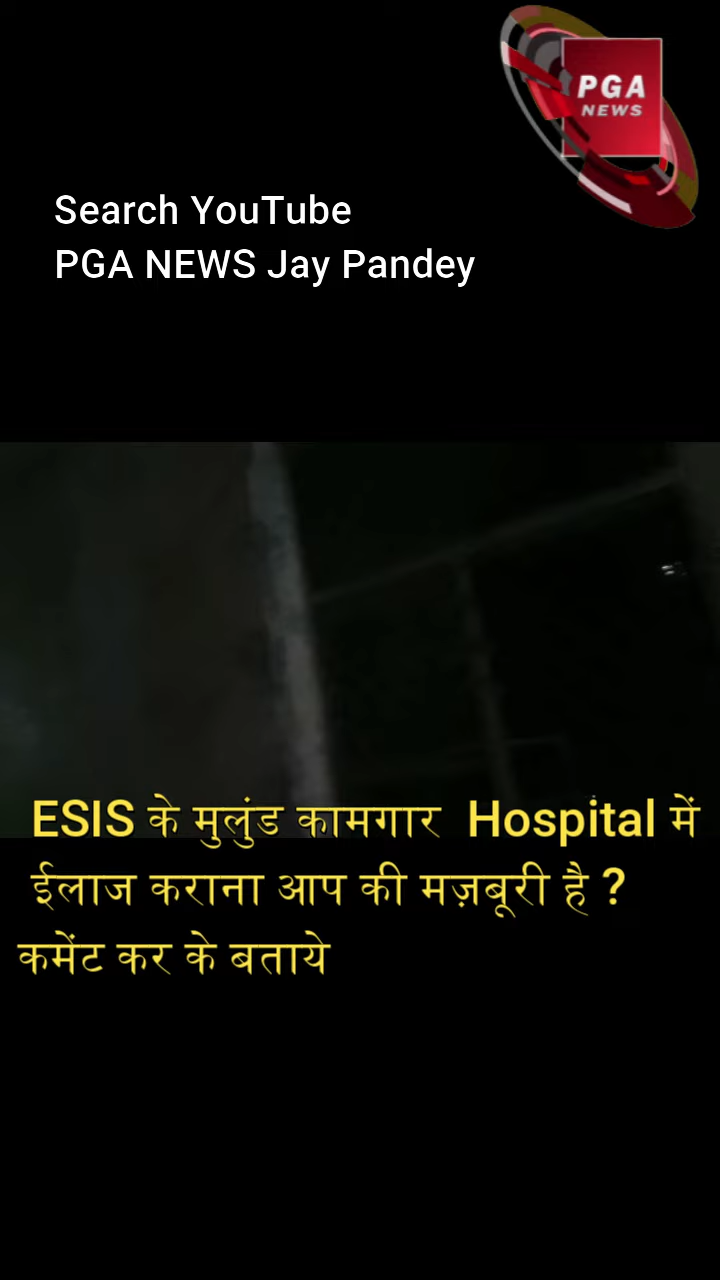 PGA
NEWS
Search YouTube
PGA NEWS Jay Pandey
ESIS के मुलुंड कामगार Hospital में
ईलाज कराना आप की मज़बूरी है ?
कमेंट कर के बताये